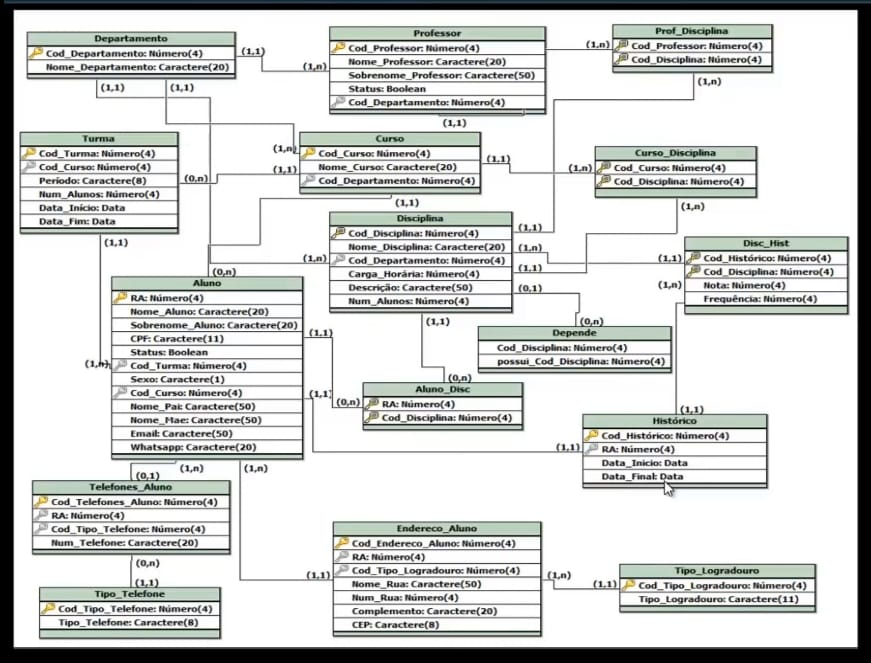 Departamento
Cod_Departamento: Número(4)
Nome_Departamento: Caractere(20)
(1,1)
(1,1)
(1,1)
Professor
Cod_Professor: Número(4)
Nome_Professor: Caractere(20)
Sobrenome_Professor: Caractere(50)
Status: Boolean
Cod_Departamento: Número(4)
(1,n)
(1,1)
(1,n)
Prof_Disciplina
Cod_Professor: Número(4)
Cod_Disciplina: Número(4)
(1,n)
Turma
Cod_Turma: Número(4)
Cod_Curso: Número(4)
Período: Caractere(8)
Num_Alunos: Número(4)
Data_Início: Data
Data_Fim: Data
(0,n)
(1,1)
Curso
Cod_Curso: Número(4)
Nome_Curso: Caractere(20)
Cod_Departamento: Número(4)
(1,n)
(1,1)
(1,1)
(1,1)
Curso_Disciplina
Cod_Curso: Número(4)
Cod_Disciplina: Número(4)
(1,n)
(1,n)
Disciplina
Cod_Disciplina: Número(4)
Nome_Disciplina: Caractere(20)
Cod_Departamento: Número(4)
Carga_Horária: Número(4)
Descrição: Caractere(50)
Num_Alunos: Número(4)
(1,n)
(1,1)
(1,n)
(1,1)
(0,1)
(1,1)
Disc_Hist
Cod_Histórico: Número(4)
Cod_Disciplina: Número(4)
Nota: Número(4)
Frequência: Número(4)
(1,1)
(1,n)
Aluno
RA: Número(4)
Nome_Aluno: Caractere(20)
Sobrenome_Aluno: Caractere(20)
CPF: Caractere(11)
Status: Boolean
Cod_Turma: Número(4)
Sexo: Caractere(1)
Cod_Curso: Número(4)
Nome_Pai: Caractere(50)
Nome_Mae: Caractere(50)
Email: Caractere(50)
Whatsapp: Caractere(20)
(0,n)
(1,n)
(1,1)
(1,1)
(0,1)
(1,n)
(1,n)
Depende
Cod_Disciplina: Número(4)
possui_Cod_Disciplina: Número(4)
(0,n)
Aluno_Disc
RA: Número(4)
Cod_Disciplina: Número(4)
(0,n)
(0,n)
Histórico
Cod_Histórico: Número(4)
RA: Número(4)
Data_Inicio: Data
Data_Final: Data
(1,1)
(1,1)
Telefones_Aluno
Cod_Telefones_Aluno: Número(4)
RA: Número(4)
Cod_Tipo_Telefone: Número(4)
Num_Telefone: Caractere(20)
(0,n)
(1,1)
Tipo_Telefone
Cod_Tipo_Telefone: Número(4)
Tipo_Telefone: Caractere(8)
Endereco_Aluno
Cod_Endereco_Aluno: Número(4)
RA: Número(4)
Cod_Tipo_Logradouro: Número(4)
Nome_Rua: Caractere(50)
Num_Rua: Número(4)
Complemento: Caractere(20)
CEP: Caractere(8)
(1,1)
(1,n)
(1,1)
Tipo_Logradouro
Cod_Tipo_Logradouro: Número(4)
Tipo_Logradouro: Caractere(11)